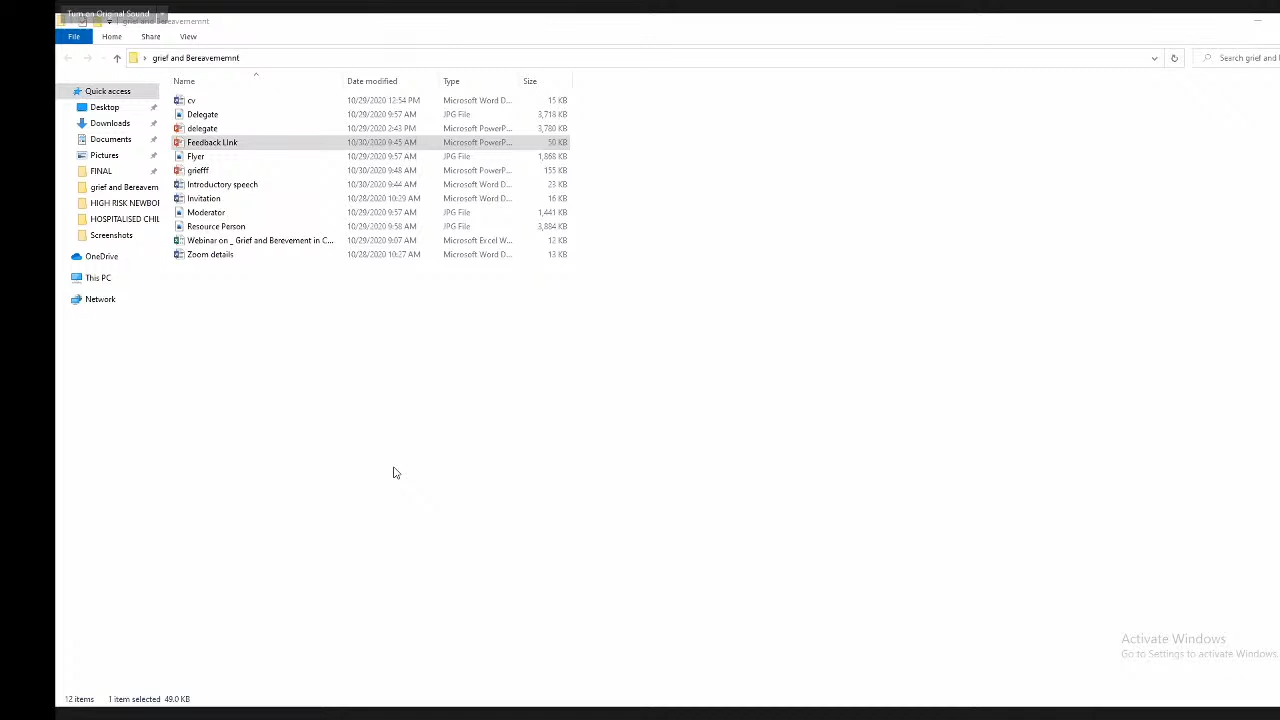 Turn on Original Sound
grief and Bereavememnt
File Home Share View
grief and Bereavememnt
Search grief and
Name Date modified Type Size
Quick access
Desktop
Downloads
Documents
Pictures
FINAL
grief and Bereavem
HIGH RISK NEWBOI
HOSPITALISED CHIL
Screenshots
OneDrive
This PC
Network
cv 10/29/2020 12:54 PM Microsoft Word D... 15 KB
Delegate 10/29/2020 9:57 AM JPG File 3,718 KB
delegate 10/29/2020 2:43 PM Microsoft PowerP... 3,780 KB
Feedback Link 10/30/2020 9:45 AM Microsoft PowerP... 50 KB
Flyer 10/29/2020 9:57 AM JPG File 1,868 KB
griefff 10/30/2020 9:48 AM Microsoft PowerP... 155 KB
Introductory speech 10/30/2020 9:44 AM Microsoft Word D... 23 KB
Invitation 10/28/2020 10:29 AM Microsoft Word D... 16 KB
Moderator 10/29/2020 9:57 AM JPG File 1,441 KB
Resource Person 10/29/2020 9:58 AM JPG File 3,884 KB
Webinar on _ Grief and Berevement in C... 10/29/2020 9:07 AM Microsoft Excel W... 12 KB
Zoom details 10/28/2020 10:27 AM Microsoft Word D... 13 KB
Activate Windows
Go to Settings to activate Windows.
12 items 1 item selected 49.0 KB